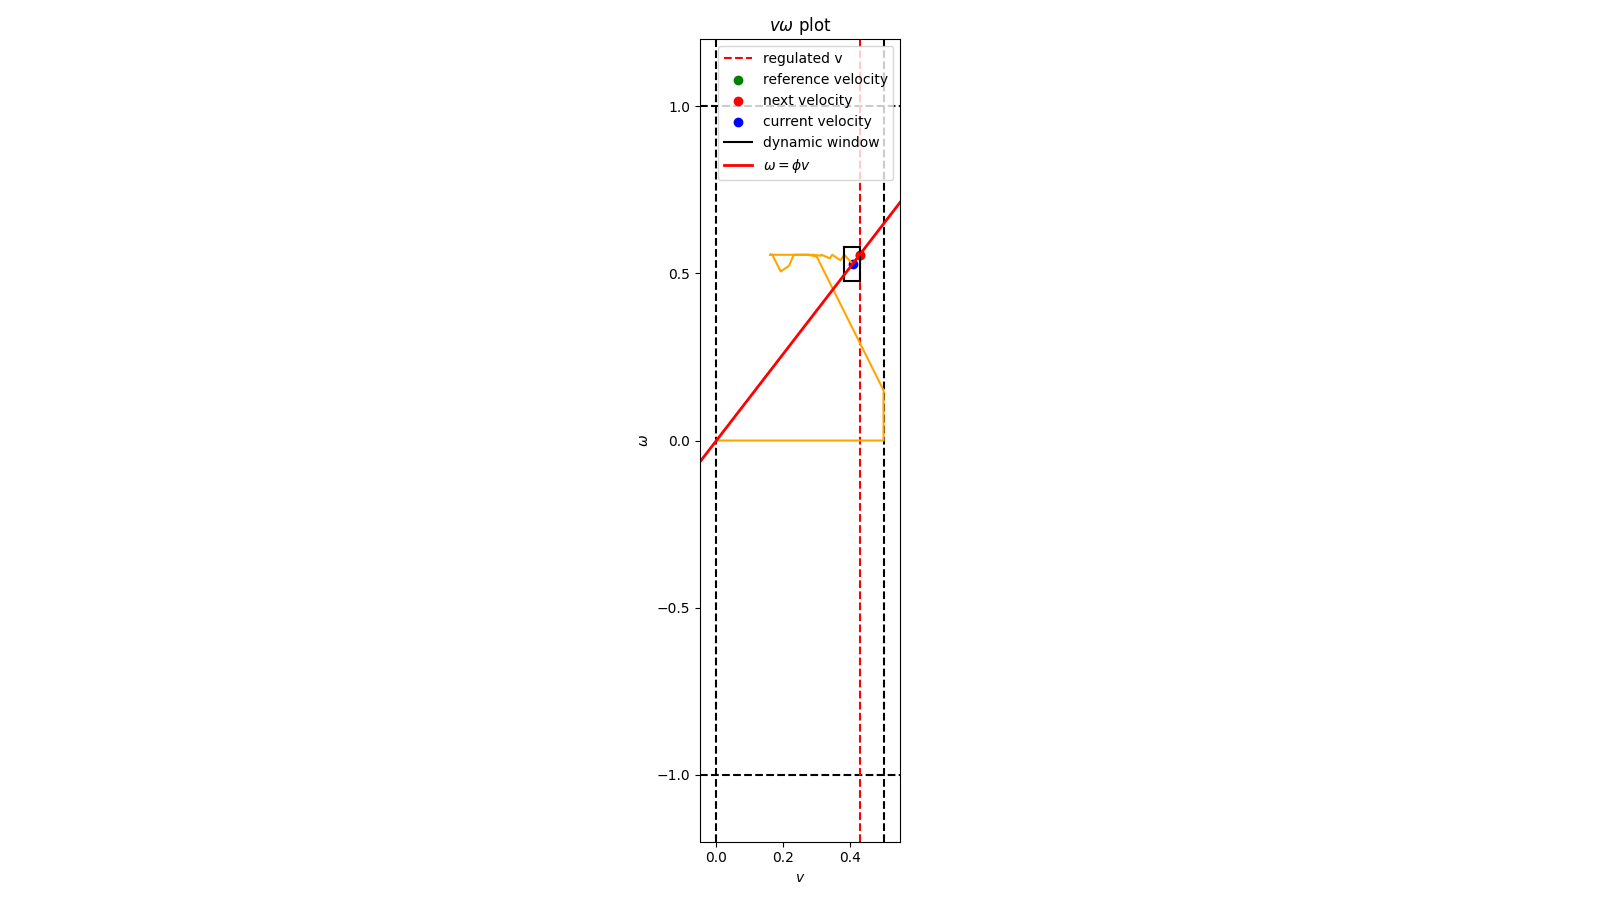 vω plot
regulated v
reference velocity
next velocity
current velocity
dynamic window
ω = ϕv
1.0
0.5
0.0
−0.5
−1.0
ω
0.0 0.2 0.4
v